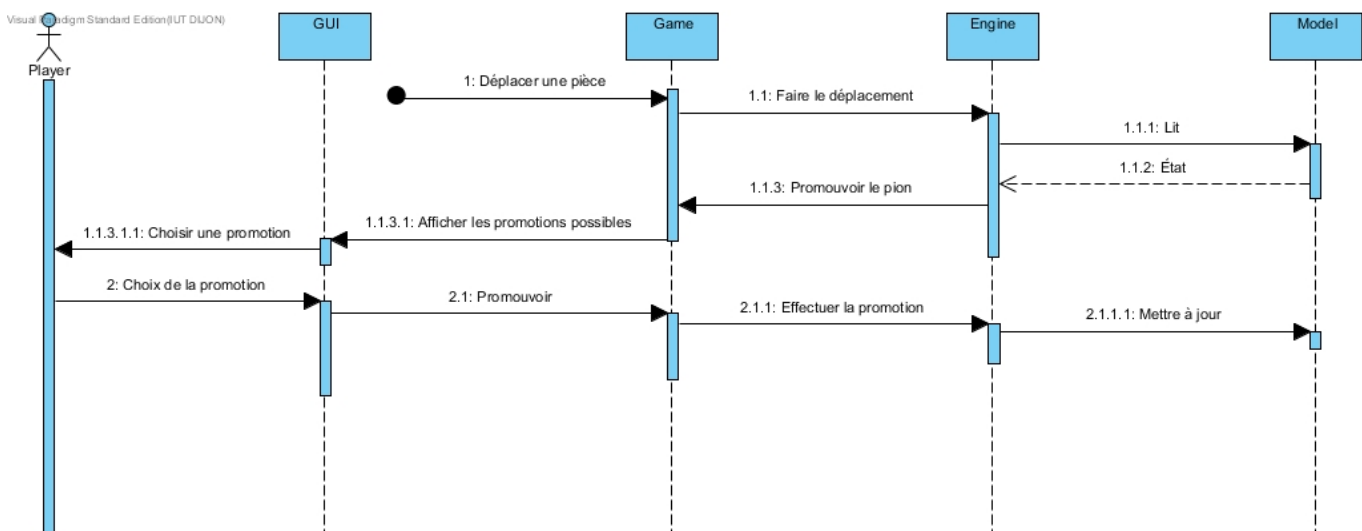 Visual Paradigm Standard Edition(IUT DIJON)
GUI
Game
Engine
Model
Player
1: Déplacer une pièce
1.1: Faire le déplacement
1.1.1: Lit
1.1.2: État
1.1.3: Promouvoir le pion
1.1.3.1: Afficher les promotions possibles
1.1.3.1.1: Choisir une promotion
2: Choix de la promotion
2.1: Promouvoir
2.1.1: Effectuer la promotion
2.1.1.1: Mettre à jour